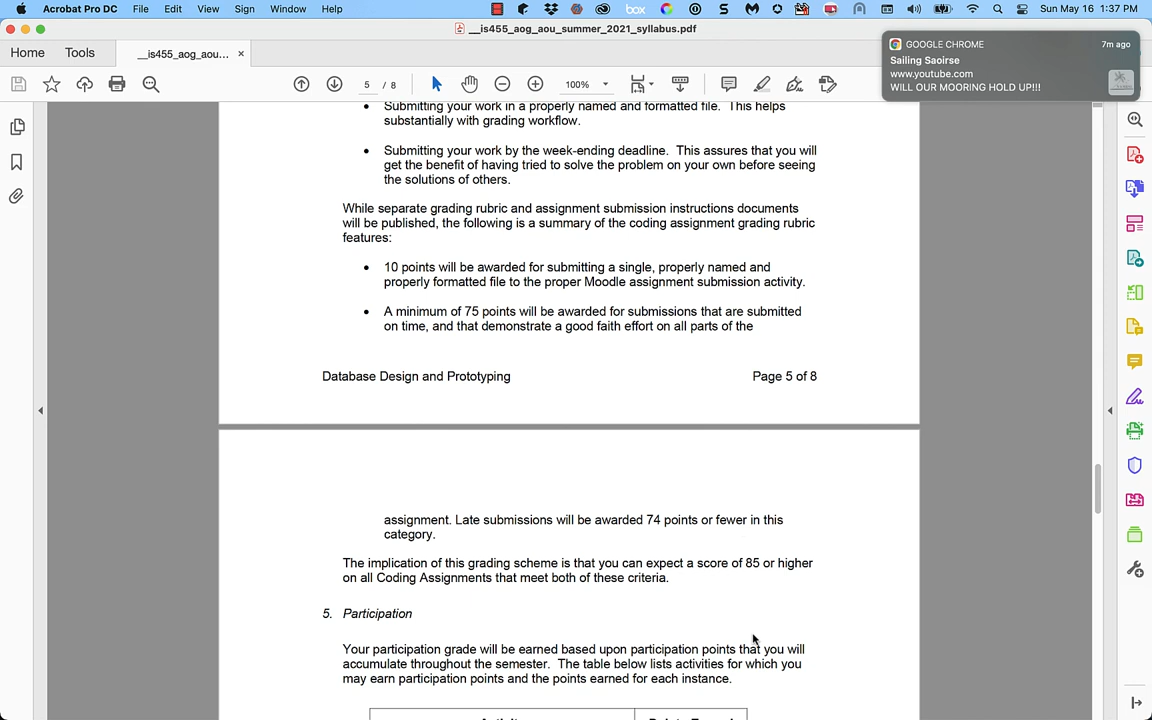 Acrobat Pro DC File Edit View Sign Window Help box Sun May 16 1:37 PM
__is455_aog_aou_summer_2021_syllabus.pdf
Home Tools __is455_aog_aou... ×
GOOGLE CHROME 7m ago
Sailing Saoirse
www.youtube.com
WILL OUR MOORING HOLD UP!!!
5 / 8 100%
Submitting your work in a properly named and formatted file. This helps
substantially with grading workflow.
• Submitting your work by the week-ending deadline. This assures that you will
get the benefit of having tried to solve the problem on your own before seeing
the solutions of others.
While separate grading rubric and assignment submission instructions documents
will be published, the following is a summary of the coding assignment grading rubric
features:
• 10 points will be awarded for submitting a single, properly named and
properly formatted file to the proper Moodle assignment submission activity.
• A minimum of 75 points will be awarded for submissions that are submitted
on time, and that demonstrate a good faith effort on all parts of the
Database Design and Prototyping Page 5 of 8
assignment. Late submissions will be awarded 74 points or fewer in this
category.
The implication of this grading scheme is that you can expect a score of 85 or higher
on all Coding Assignments that meet both of these criteria.
5. Participation
Your participation grade will be earned based upon participation points that you will
accumulate throughout the semester. The table below lists activities for which you
may earn participation points and the points earned for each instance.